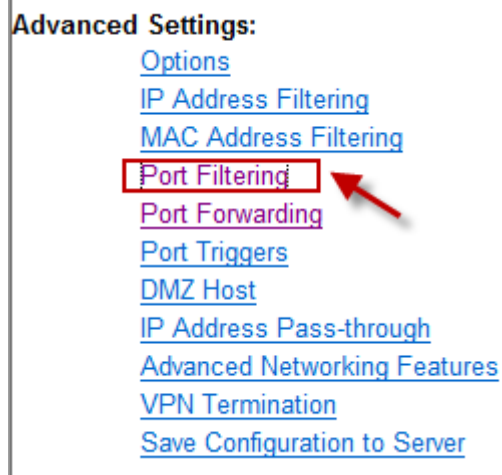 Advanced Settings:
Options
IP Address Filtering
MAC Address Filtering
Port Filtering
Port Forwarding
Port Triggers
DMZ Host
IP Address Pass-through
Advanced Networking Features
VPN Termination
Save Configuration to Server